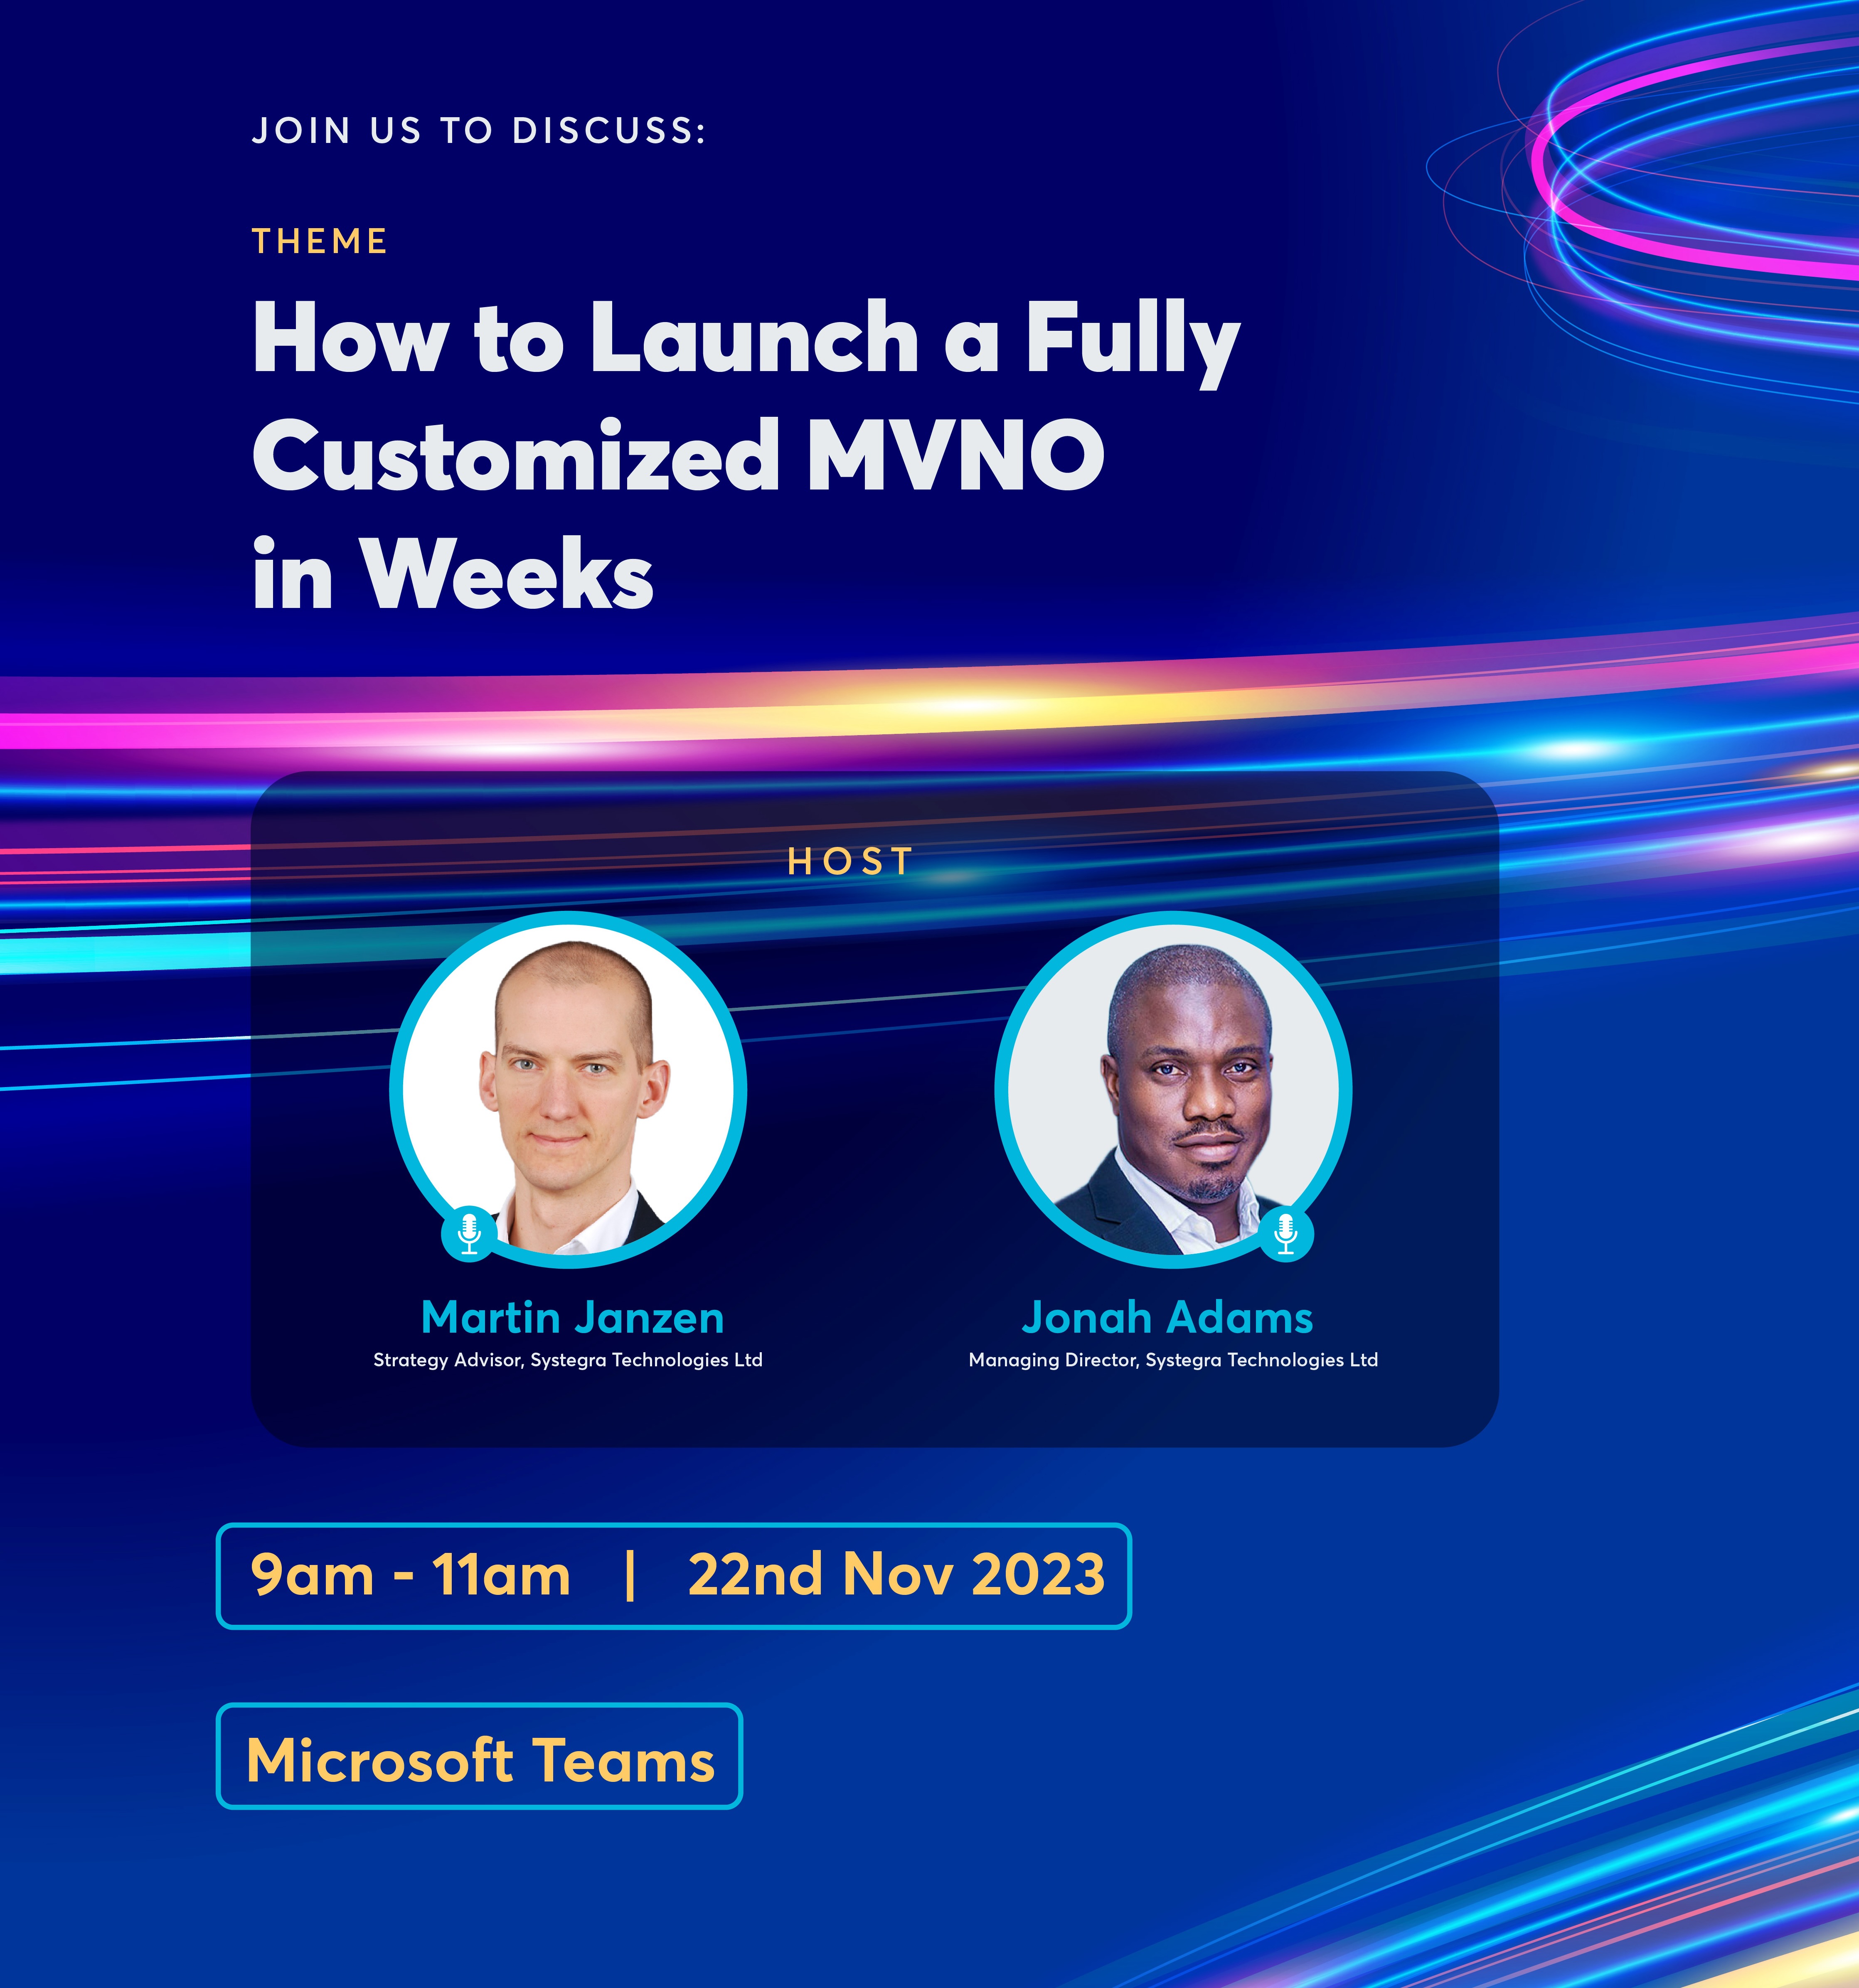 JOIN US TO DISCUSS:
THEME
How to Launch a Fully
Customized MVNO
in Weeks
HOST
Martin Janzen
Strategy Advisor, Systegra Technologies Ltd
Jonah Adams
Managing Director, Systegra Technologies Ltd
9am - 11am | 22nd Nov 2023
Microsoft Teams